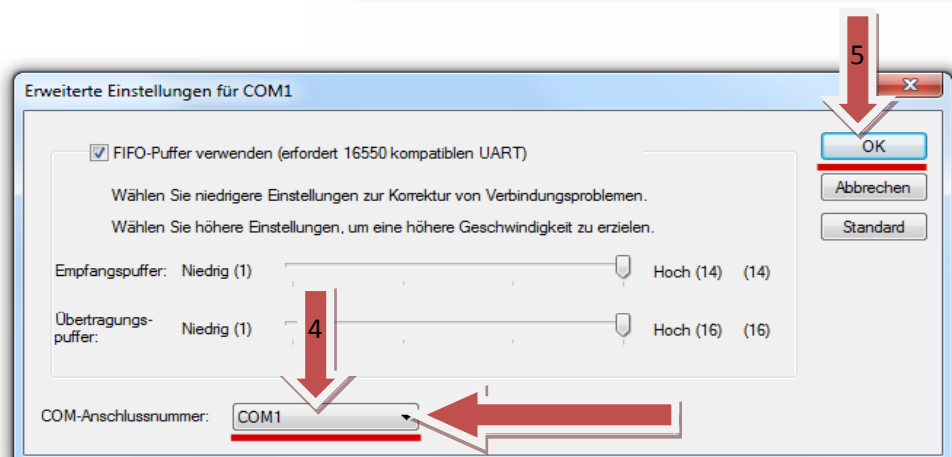 5
Erweiterte Einstellungen für COM1
FIFO-Puffer verwenden (erfordert 16550 kompatiblen UART)
OK
Wählen Sie niedrigere Einstellungen zur Korrektur von Verbindungsproblemen.
Abbrechen
Wählen Sie höhere Einstellungen, um eine höhere Geschwindigkeit zu erzielen.
Standard
Empfangspuffer: Niedrig (1) Hoch (14) (14)
Übertragungs-
puffer: Niedrig (1) Hoch (16) (16)
4
COM-Anschlussnummer: COM1